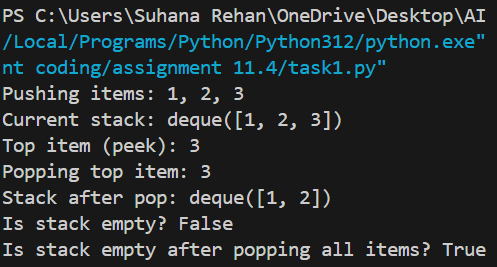 PS C:\Users\Suhana Rehan\OneDrive\Desktop\AI
/Local/Programs/Python/Python312/python.exe"
nt coding/assignment 11.4/task1.py"
Pushing items: 1, 2, 3
Current stack: deque([1, 2, 3])
Top item (peek): 3
Popping top item: 3
Stack after pop: deque([1, 2])
Is stack empty? False
Is stack empty after popping all items? True